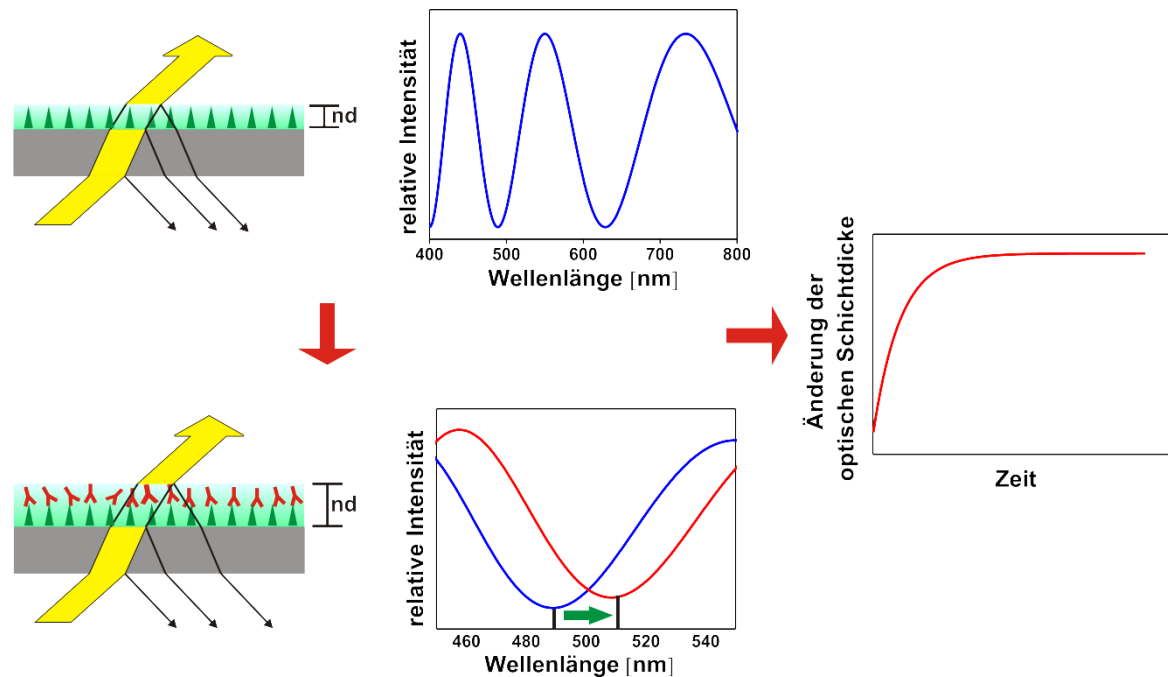 nd
relative Intensität
400 500 600 700 800
Wellenlänge [nm]
nd
relative Intensität
460 480 500 520 540
Wellenlänge [nm]
Änderung der
optischen Schichtdicke
Zeit